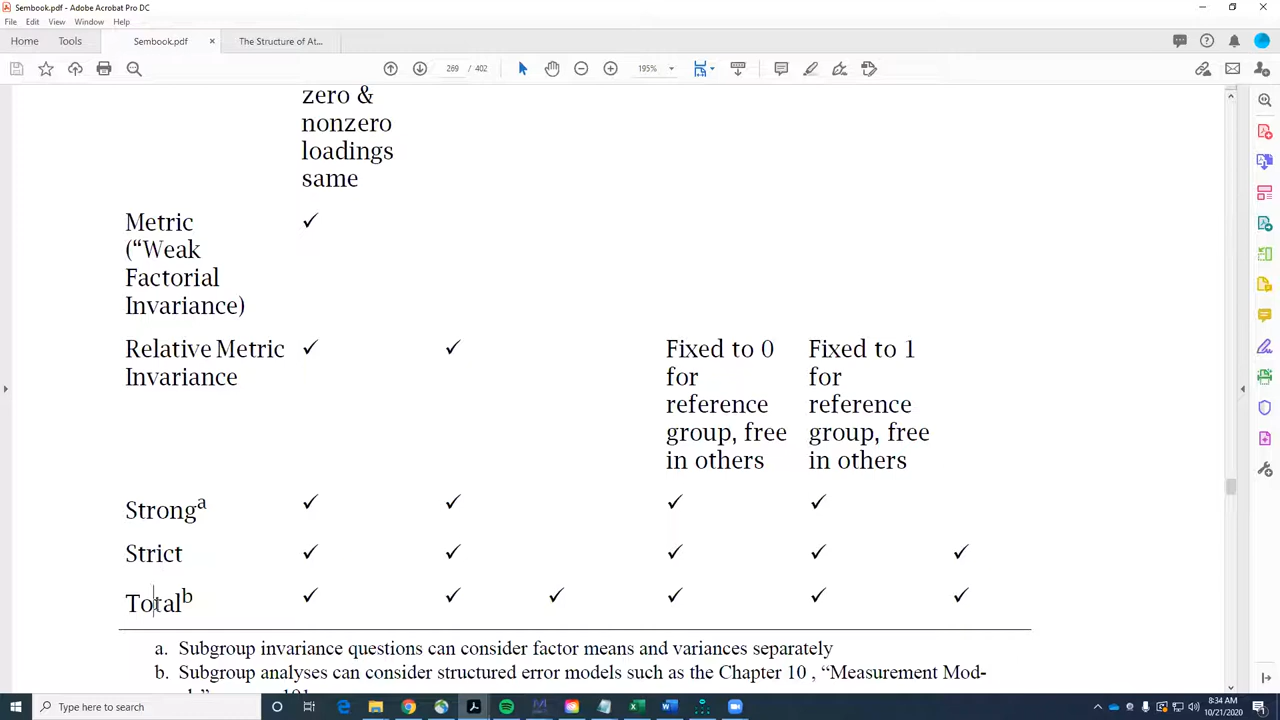 Sembook.pdf - Adobe Acrobat Pro DC
File Edit View Window Help
Home Tools Sembook.pdf × The Structure of At...
269 / 402 195%
zero &
nonzero
loadings
same
Metric ✓
(“Weak
Factorial
Invariance)
Relative Metric ✓ ✓ Fixed to 0 Fixed to 1
Invariance for for
reference reference
group, free group, free
in others in others
Strongᵃ ✓ ✓ ✓ ✓
Strict ✓ ✓ ✓ ✓ ✓
Totalᵇ ✓ ✓ ✓ ✓ ✓ ✓
a. Subgroup invariance questions can consider factor means and variances separately
b. Subgroup analyses can consider structured error models such as the Chapter 10 , “Measurement Mod-
Type here to search
8:34 AM
10/21/2020